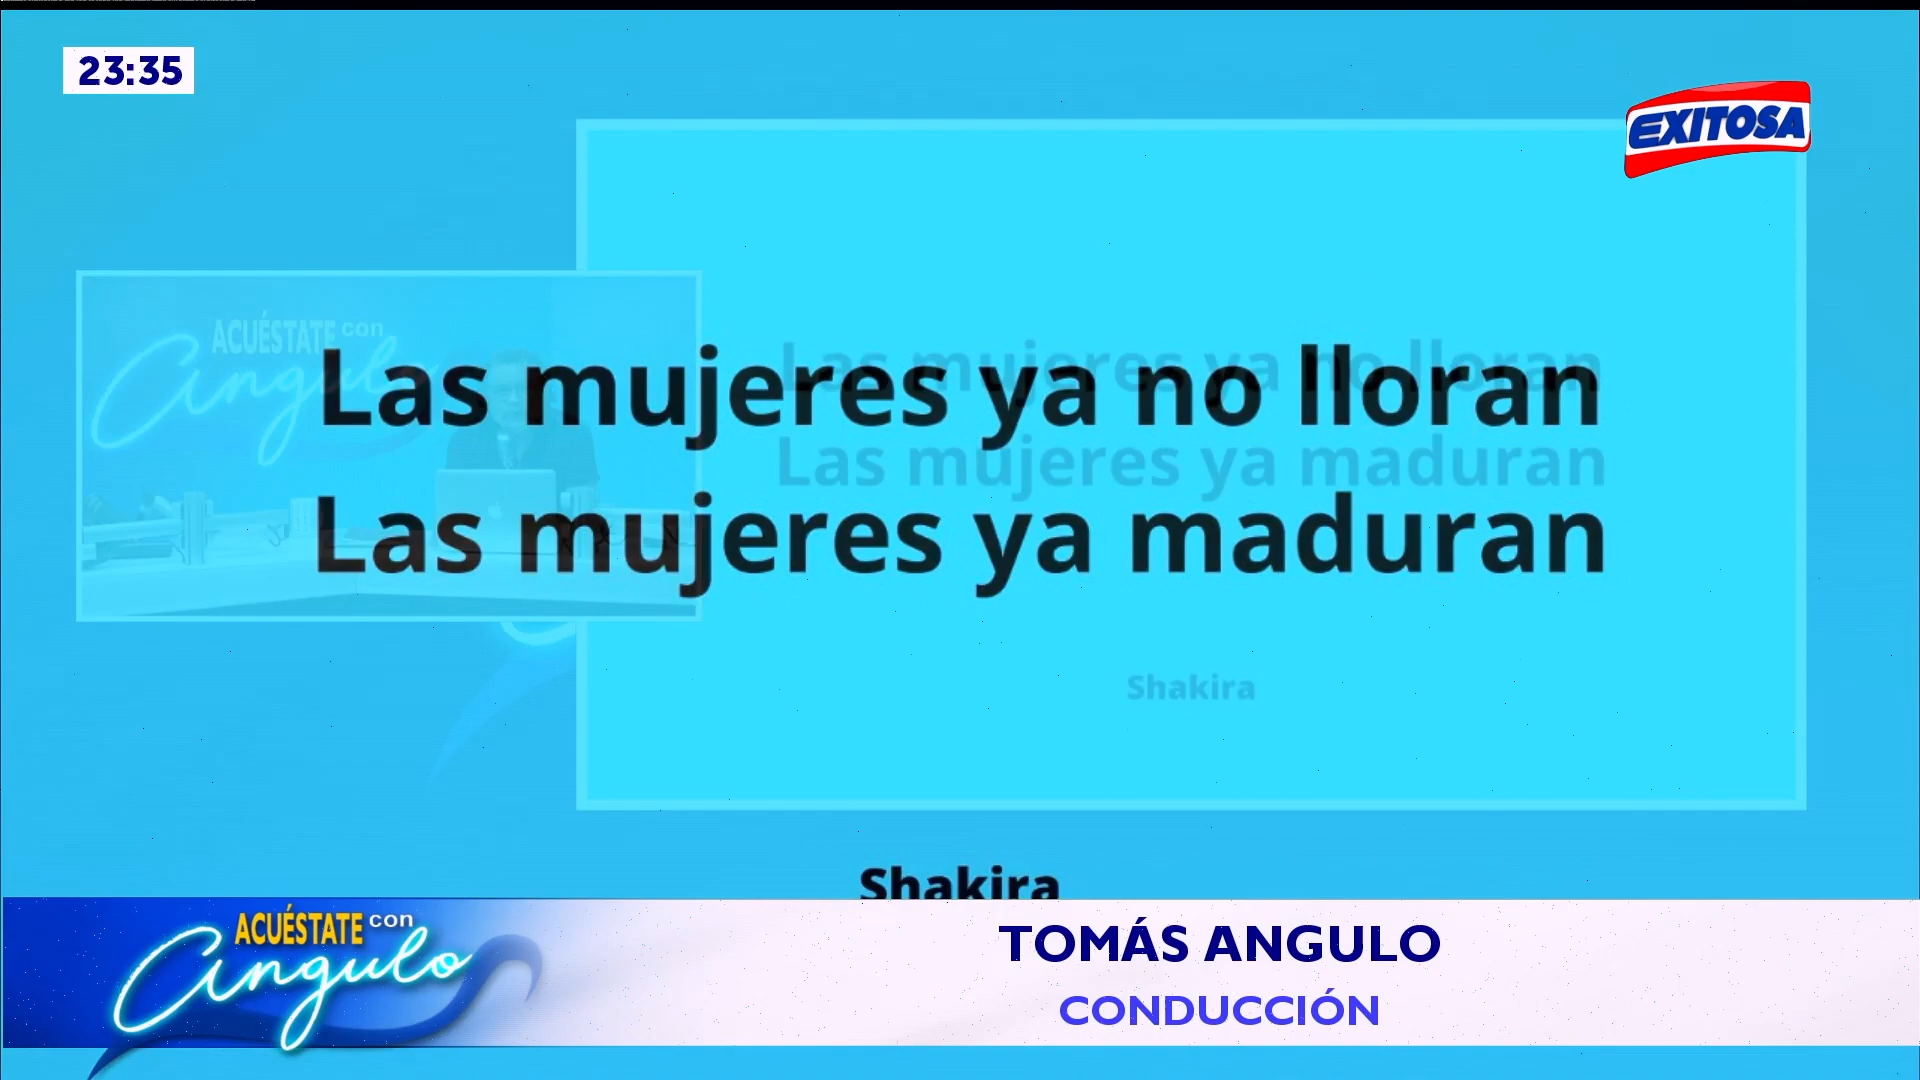 23:35
EXITOSA
ACUÉSTATE con
Angulo
Las mujeres ya no lloran
Las mujeres ya maduran
Las mujeres ya no lloran
Las mujeres ya maduran
Shakira
Shakira
ACUÉSTATE con
Angulo
TOMÁS ANGULO
CONDUCCIÓN